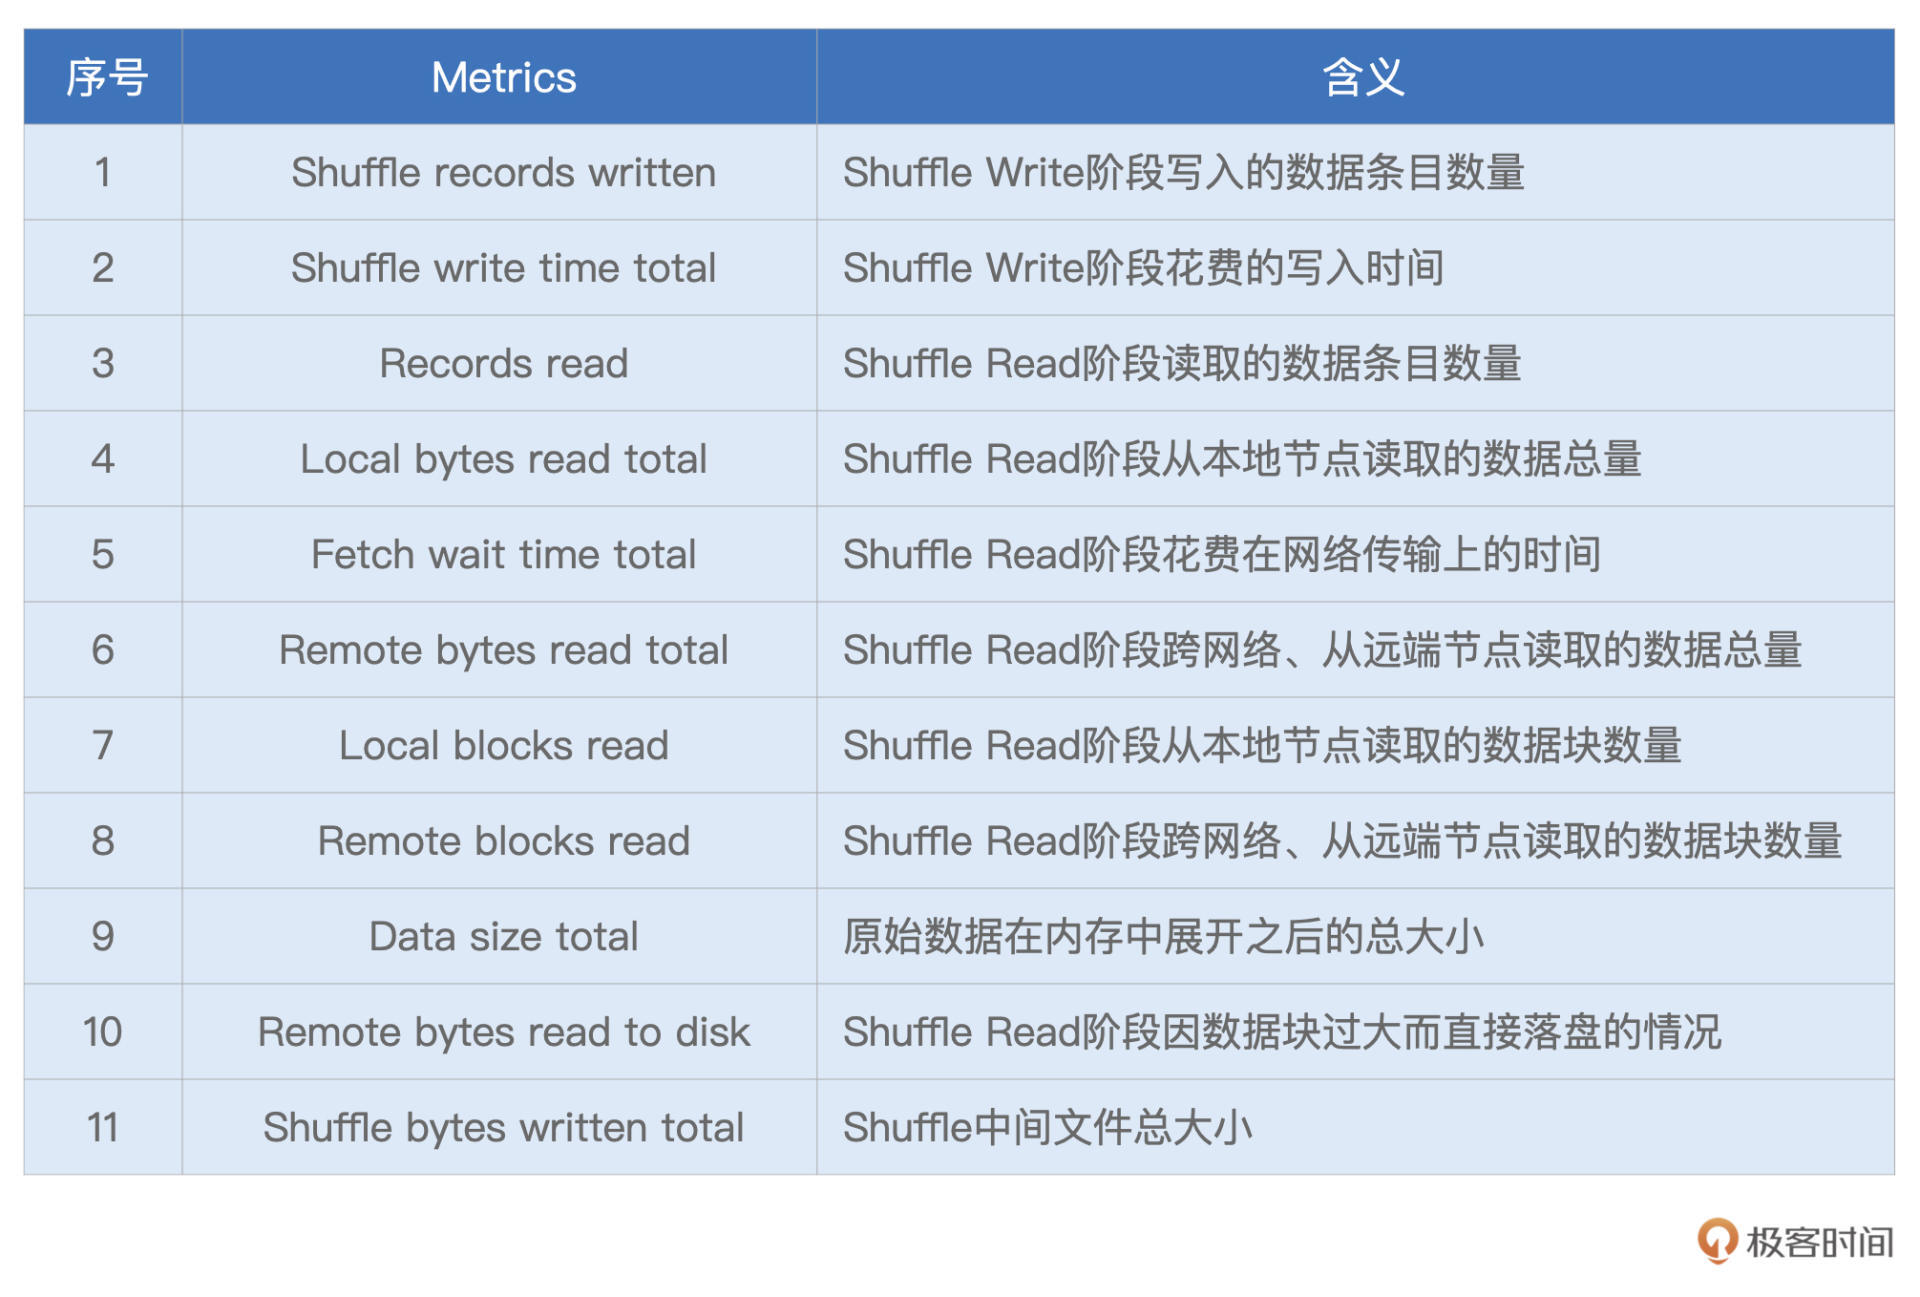 序号 Metrics 含义
1 Shuffle records written Shuffle Write阶段写入的数据条目数量
2 Shuffle write time total Shuffle Write阶段花费的写入时间
3 Records read Shuffle Read阶段读取的数据条目数量
4 Local bytes read total Shuffle Read阶段从本地节点读取的数据总量
5 Fetch wait time total Shuffle Read阶段花费在网络传输上的时间
6 Remote bytes read total Shuffle Read阶段跨网络、从远端节点读取的数据总量
7 Local blocks read Shuffle Read阶段从本地节点读取的数据块数量
8 Remote blocks read Shuffle Read阶段跨网络、从远端节点读取的数据块数量
9 Data size total 原始数据在内存中展开之后的总大小
10 Remote bytes read to disk Shuffle Read阶段因数据块过大而直接落盘的情况
11 Shuffle bytes written total Shuffle中间文件总大小
极客时间